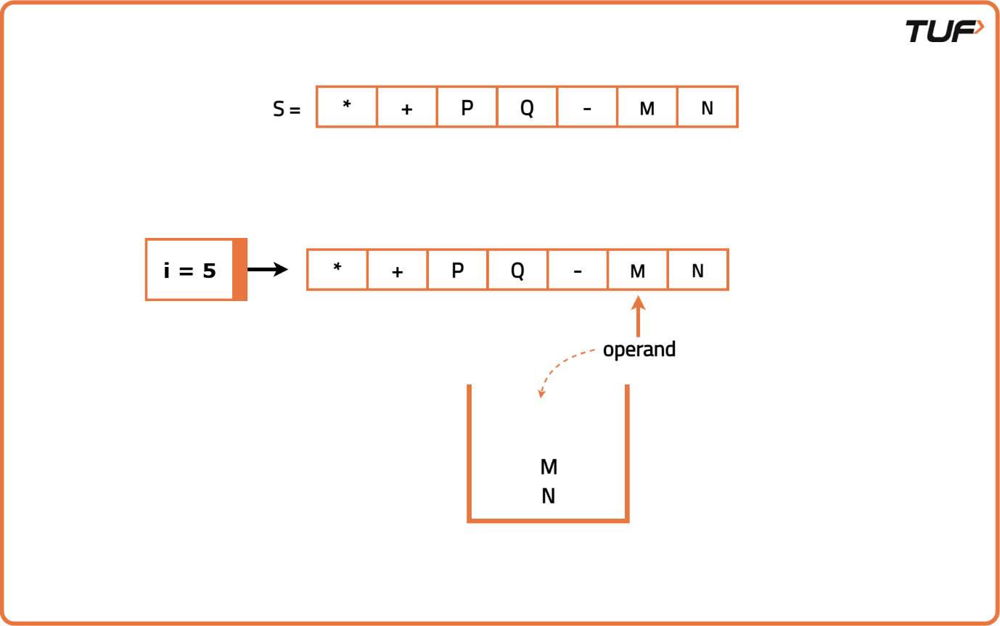 TUF
S = * + P Q - M N
i = 5 * + P Q - M N
operand
M
N